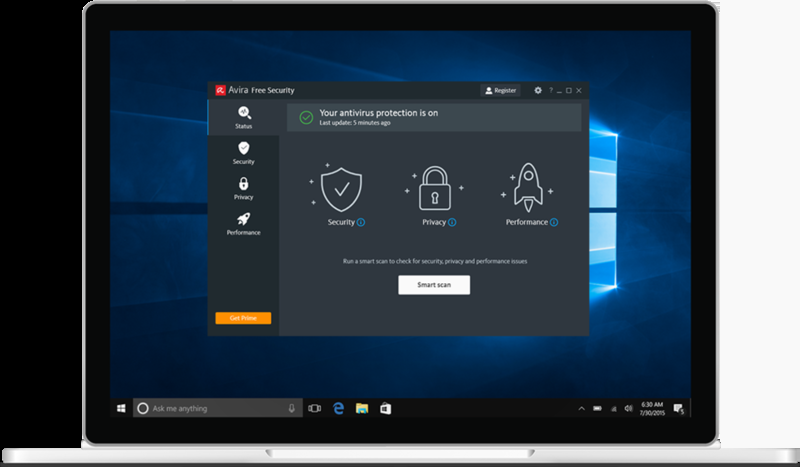 Avira Free Security
Register
?
Status
Your antivirus protection is on
Last update: 5 minutes ago
Security
Privacy
Performance
Security
Privacy
Performance
Run a smart scan to check for security, privacy and performance issues
Smart scan
Get Prime
Ask me anything
6:30 AM
7/30/2015